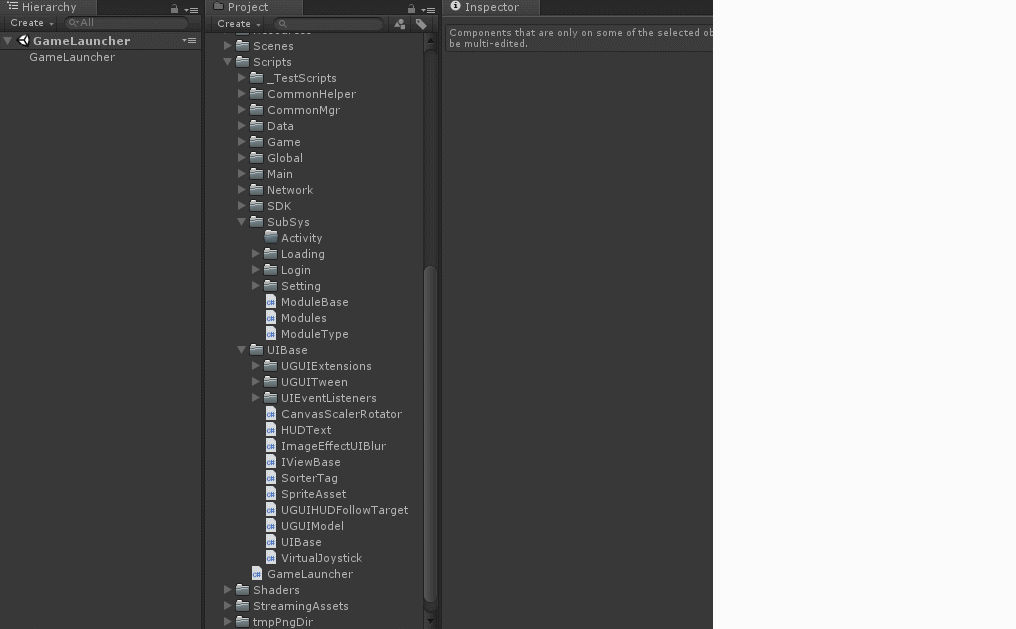 Hierarchy
Create
All
GameLauncher
GameLauncher
Project
Create
Scenes
Scripts
_TestScripts
CommonHelper
CommonMgr
Data
Game
Global
Main
Network
SDK
SubSys
Activity
Loading
Login
Setting
ModuleBase
Modules
ModuleType
UIBase
UGUIExtensions
UGUITween
UIEventListeners
CanvasScalerRotator
HUDText
ImageEffectUIBlur
IViewBase
SorterTag
SpriteAsset
UGUIHUDFollowTarget
UGUIModel
UIBase
VirtualJoystick
GameLauncher
Shaders
StreamingAssets
tmpPngDir
Inspector
Components that are only on some of the selected ob
be multi-edited.